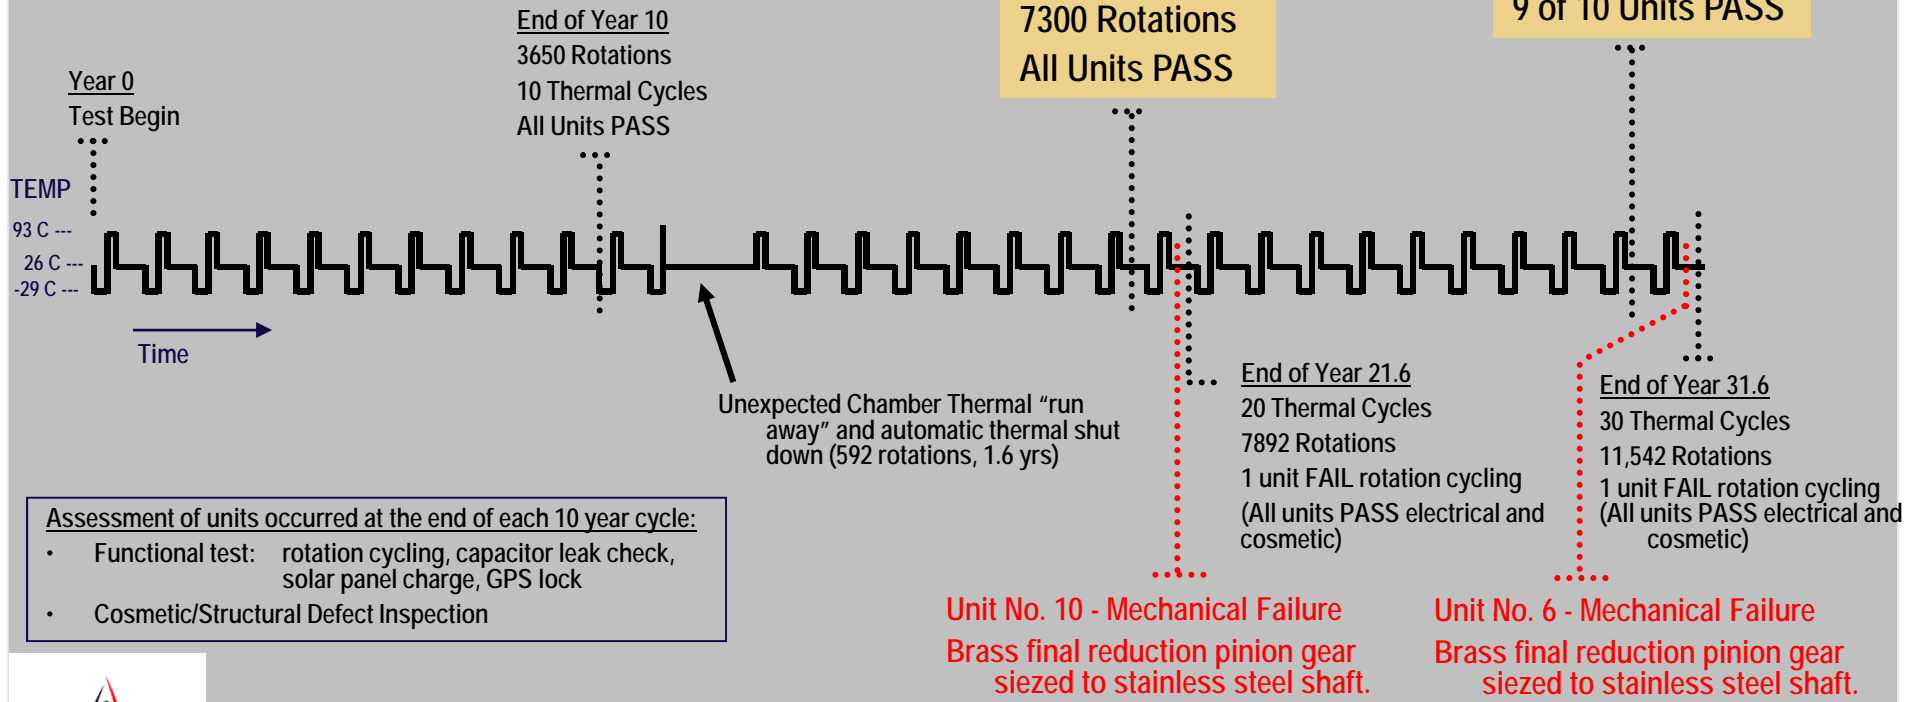 Year 0
Test Begin
End of Year 10
3650 Rotations
10 Thermal Cycles
All Units PASS
7300 Rotations
All Units PASS
9 of 10 Units PASS
TEMP
93 C ---
26 C ---
-29 C ---
Time
Unexpected Chamber Thermal “run
away” and automatic thermal shut
down (592 rotations, 1.6 yrs)
End of Year 21.6
20 Thermal Cycles
7892 Rotations
1 unit FAIL rotation cycling
(All units PASS electrical and
cosmetic)
End of Year 31.6
30 Thermal Cycles
11,542 Rotations
1 unit FAIL rotation cycling
(All units PASS electrical and
cosmetic)
Assessment of units occurred at the end of each 10 year cycle:
• Functional test: rotation cycling, capacitor leak check,
solar panel charge, GPS lock
• Cosmetic/Structural Defect Inspection
Unit No. 10 - Mechanical Failure
Brass final reduction pinion gear
siezed to stainless steel shaft.
Unit No. 6 - Mechanical Failure
Brass final reduction pinion gear
siezed to stainless steel shaft.